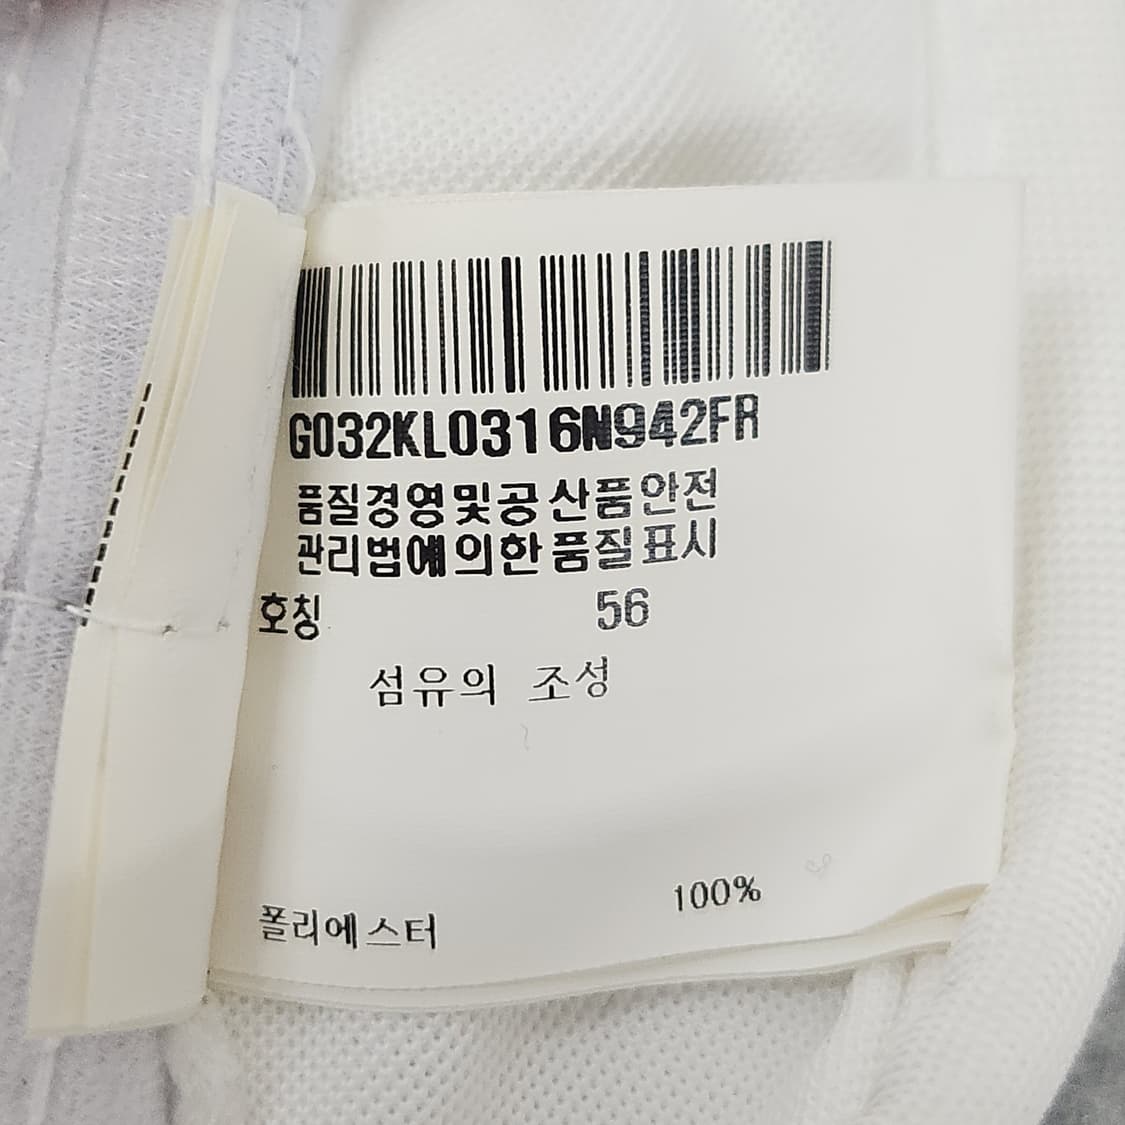 G032KL0316N942FR
품질경영및공산품안전
관리법에의한품질표시
호칭 56
섬유의 조성
폴리에스터 100%